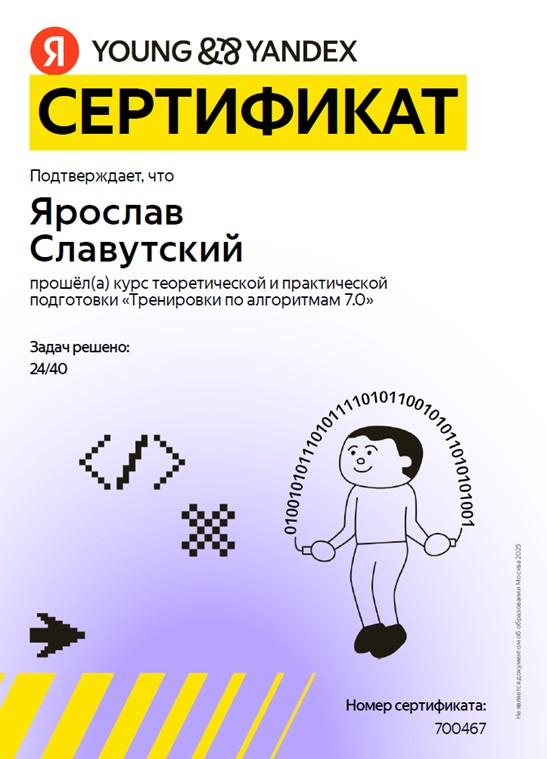 Я YOUNG && YANDEX
СЕРТИФИКАТ
Подтверждает, что
Ярослав
Славутский
прошёл(а) курс теоретической и практической
подготовки «Тренировки по алгоритмам 7.0»
Задач решено:
24/40
</>
Номер сертификата:
700467
Не является документом об образовании Москва 2025